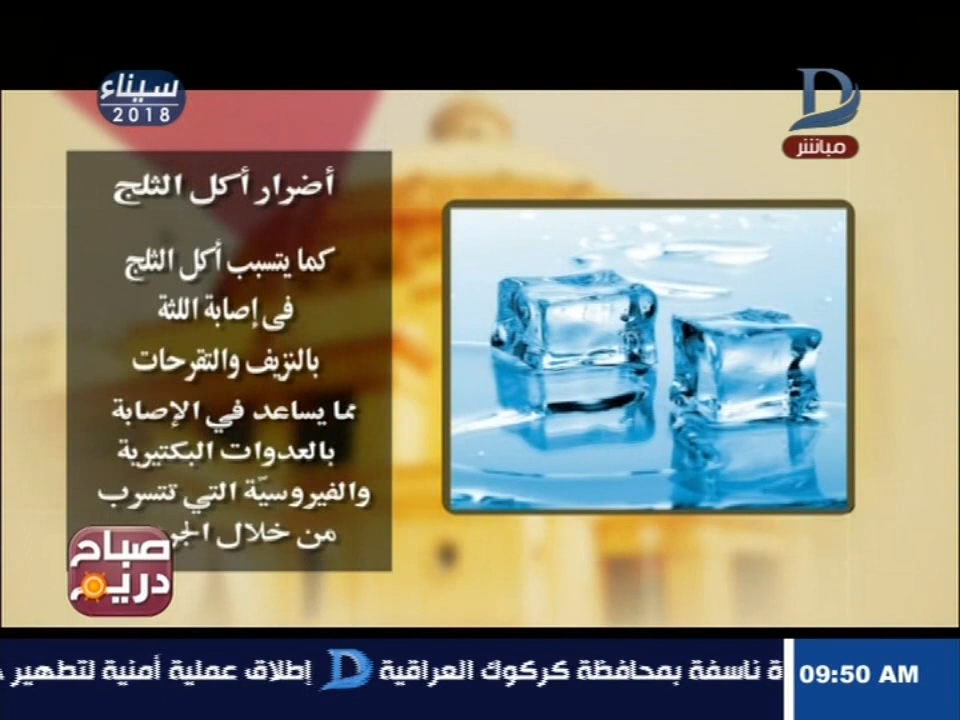 سيناء
2018
مباشر
أضرار أكل الثلج
كما يتسبب أكل الثلج
فى إصابة اللثة
بالنزيف والتقرحات
مما يساعد في الإصابة
بالعدوات البكتيرية
والفيروسيّة التي تتسرب
من خلال
صباح
دريم
ناسفة بمحافظة كركوك العراقية
إطلاق عملية أمنية لتطهير
09:50 AM